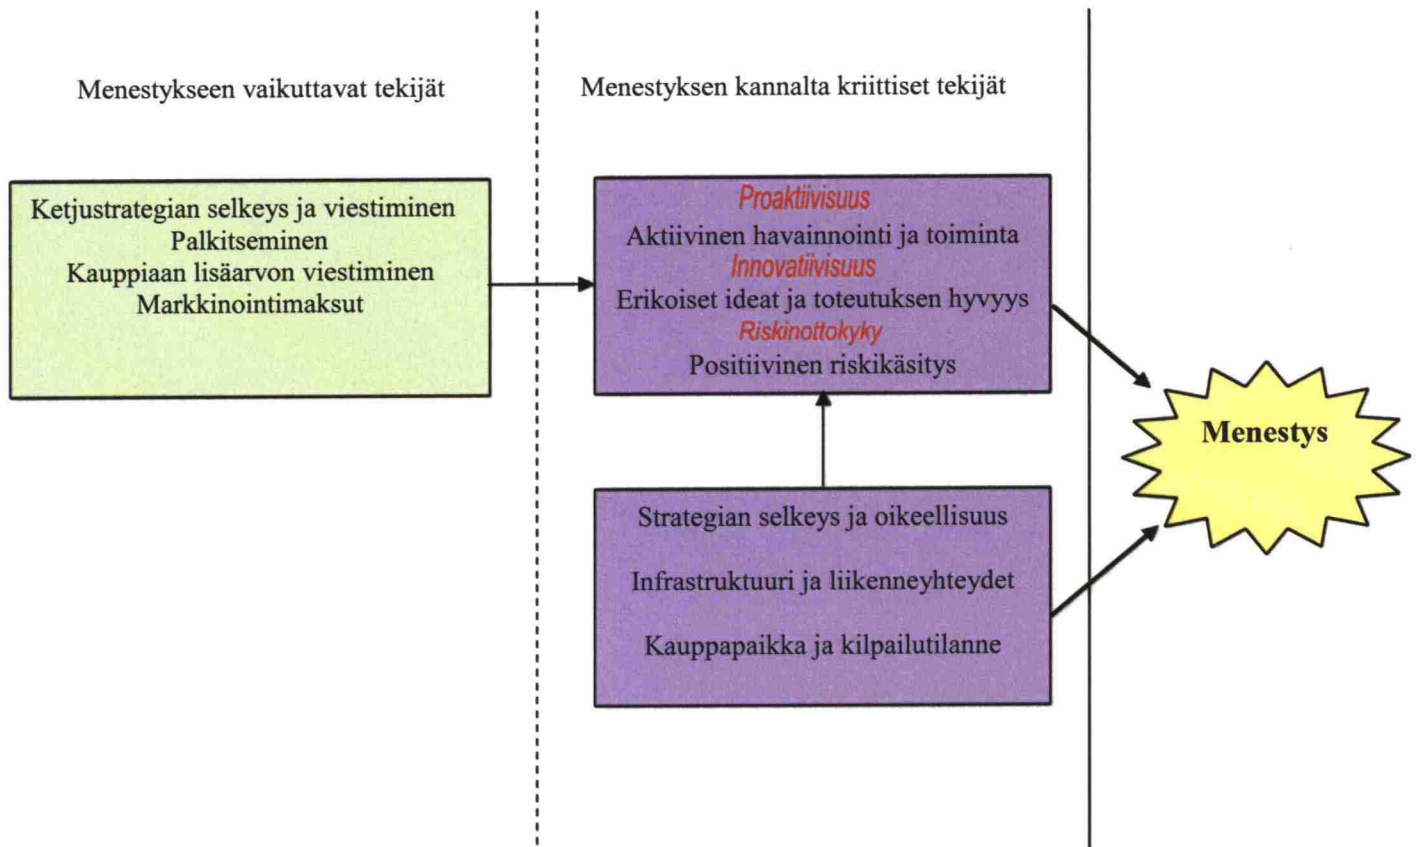 Menestykseen vaikuttavat tekijät
Menestyksen kannalta kriittiset tekijät
Ketjustrategian selkeys ja viestiminen
Palkitseminen
Kauppiaan lisäarvon viestiminen
Markkinointimaksut
Proaktiivisuus
Aktiivinen havainnointi ja toiminta
Innovatiivisuus
Erikoiset ideat ja toteutuksen hyvyys
Riskinottokyky
Positiivinen riskikäsitys
Strategian selkeys ja oikeellisuus
Infrastruktuuri ja liikenneyhteydet
Kauppapaikka ja kilpailutilanne
Menestys